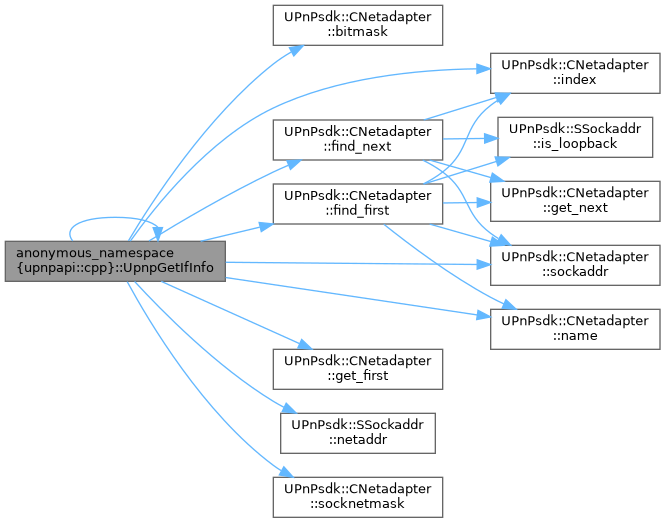 UPnPsdk::CNetadapter
::bitmask
UPnPsdk::CNetadapter
::index
UPnPsdk::CNetadapter
::find_next
UPnPsdk::SSockaddr
::is_loopback
UPnPsdk::CNetadapter
::find_first
UPnPsdk::CNetadapter
::get_next
anonymous_namespace
{upnpapi::cpp}::UpnpGetIfInfo
UPnPsdk::CNetadapter
::sockaddr
UPnPsdk::CNetadapter
::name
UPnPsdk::CNetadapter
::get_first
UPnPsdk::SSockaddr
::netaddr
UPnPsdk::CNetadapter
::socknetmask